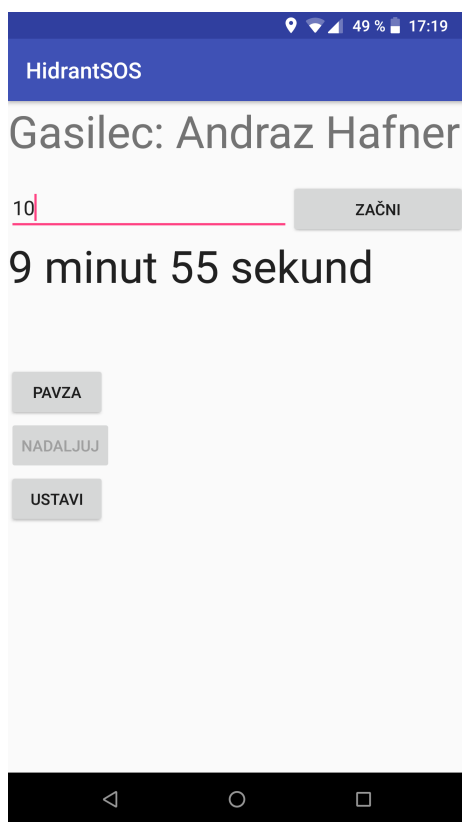 49 % 17:19
HidrantSOS
Gasilec: Andraz Hafner
10 ZAČNI
9 minut 55 sekund
PAVZA
NADALJUJ
USTAVI